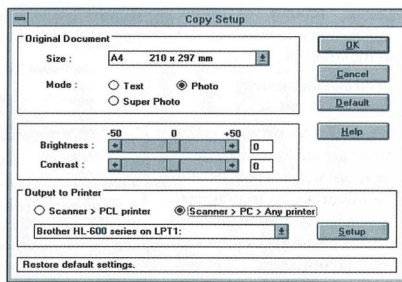 Copy Setup
Original Document
Size : A4 210 x 297 mm
Mode : Text Photo
Super Photo
-50 0 +50
Brightness : 0
Contrast : 0
Output to Printer
Scanner > PCL printer Scanner > PC > Any printer
Brother HL-600 series on LPT1: Setup
Restore default settings.
OK
Cancel
Default
Help